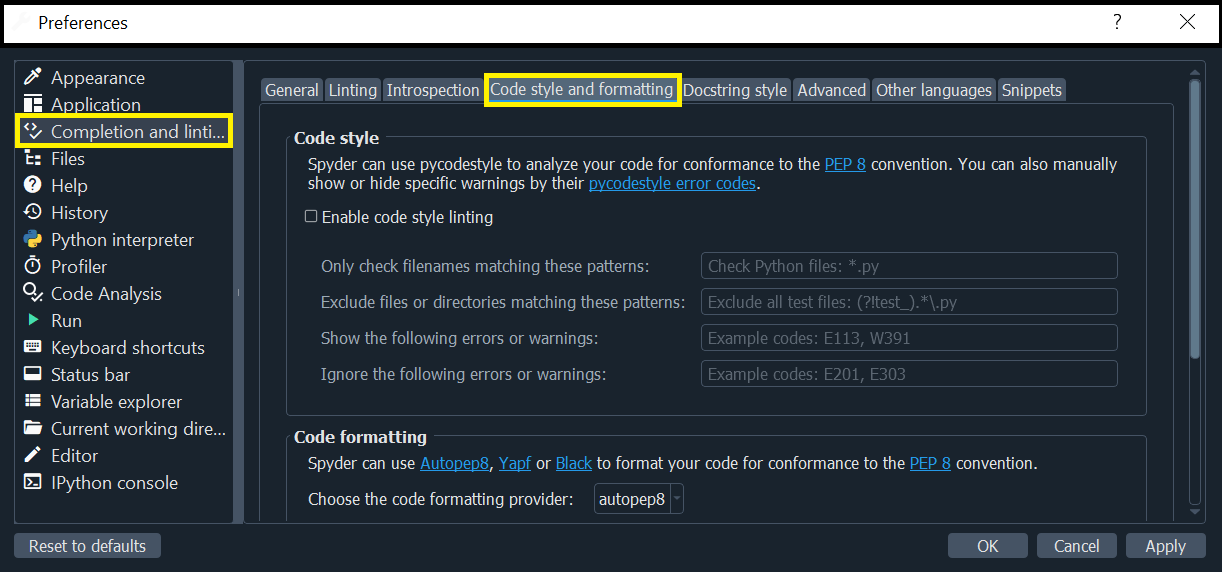 Preferences
?
Appearance
Application
Completion and linti...
Files
Help
History
Python interpreter
Profiler
Code Analysis
Run
Keyboard shortcuts
Status bar
Variable explorer
Current working dire...
Editor
IPython console
General Linting Introspection Code style and formatting Docstring style Advanced Other languages Snippets
Code style
Spyder can use pycodestyle to analyze your code for conformance to the PEP 8 convention. You can also manually
show or hide specific warnings by their pycodestyle error codes.
Enable code style linting
Only check filenames matching these patterns: Check Python files: *.py
Exclude files or directories matching these patterns: Exclude all test files: (?!test_).*\.py
Show the following errors or warnings: Example codes: E113, W391
Ignore the following errors or warnings: Example codes: E201, E303
Code formatting
Spyder can use Autopep8, Yapf or Black to format your code for conformance to the PEP 8 convention.
Choose the code formatting provider: autopep8
Reset to defaults OK Cancel Apply